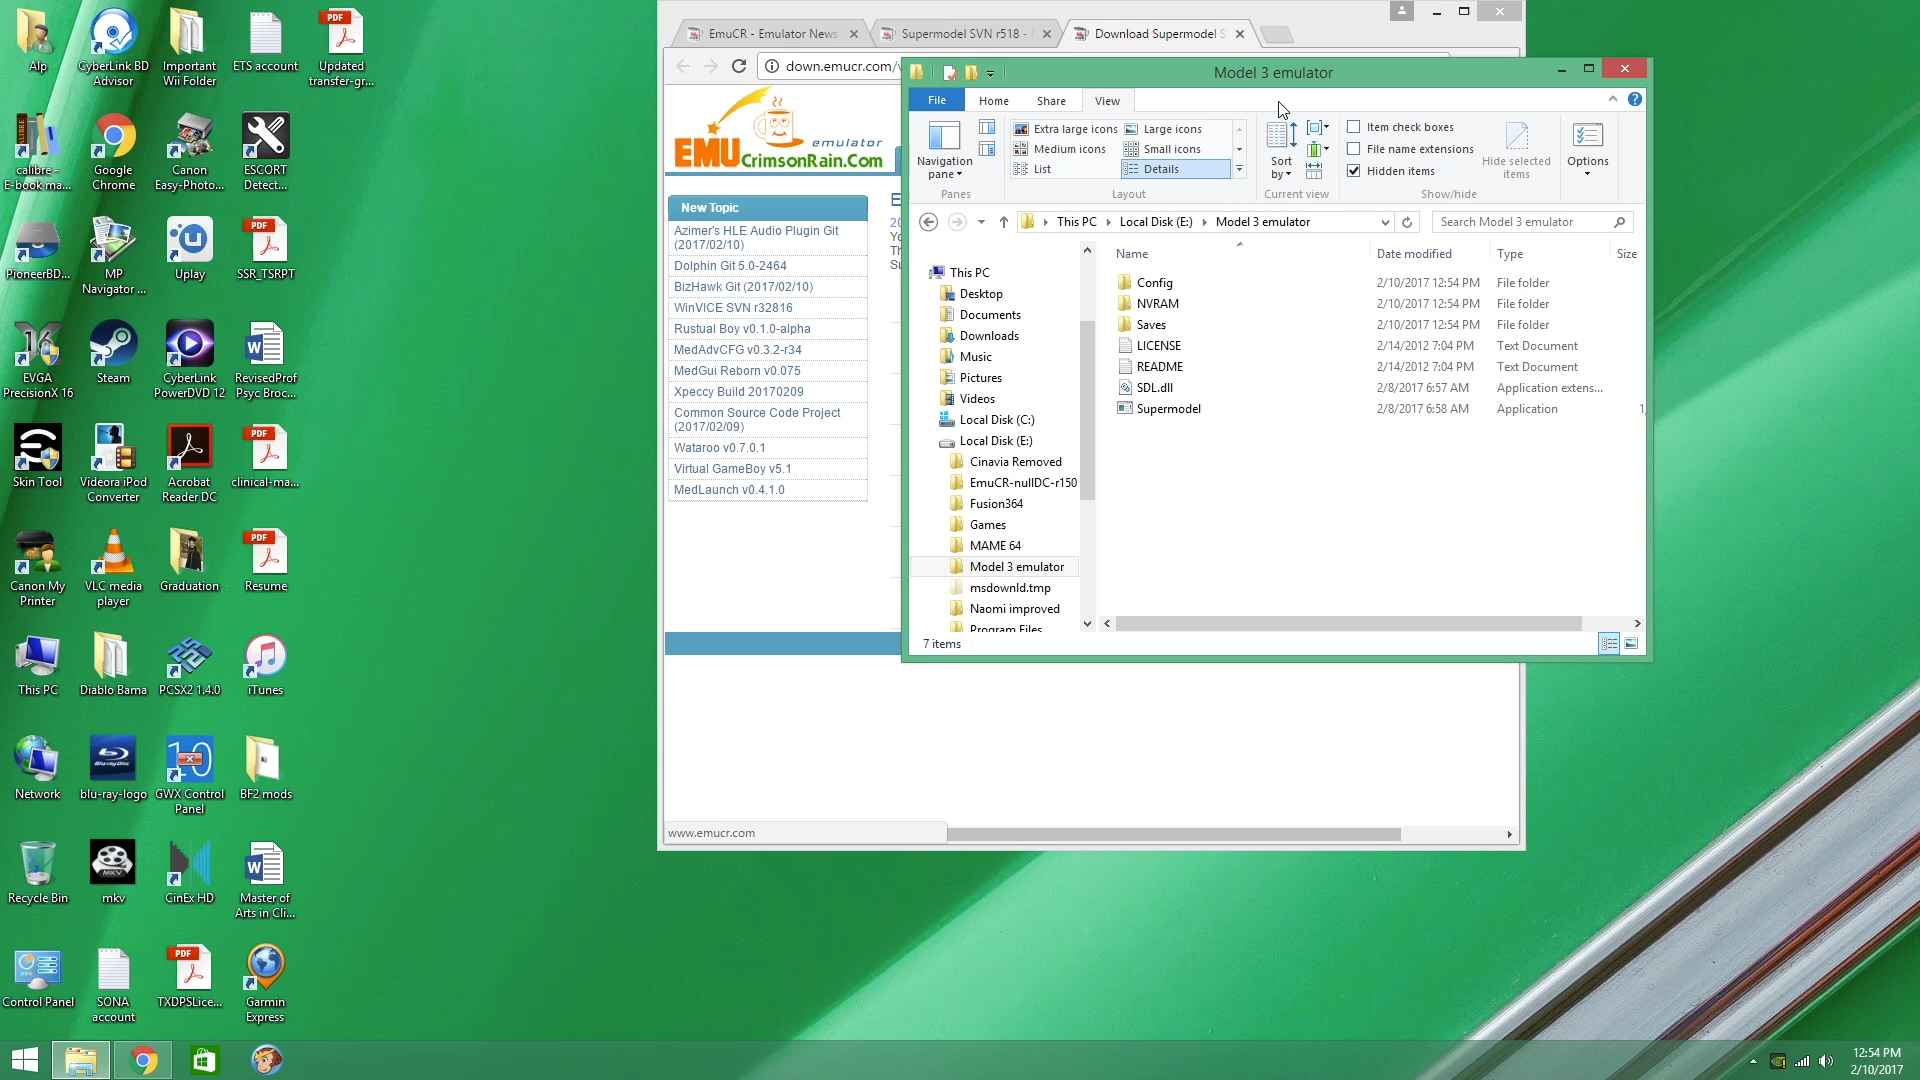 Alp
CyberLink BD
Advisor
Important
Wii Folder
ETS account
PDF
Updated
transfer-gr...
CALIBRE
calibre -
E-book ma...
Google
Chrome
Canon
Easy-Photo...
ESCORT
Detect...
PioneerBD...
MP
Navigator ...
Uplay
PDF
SSR_TSRPT
EVGA
PrecisionX 16
Steam
CyberLink
PowerDVD 12
RevisedProf
Psyc Broc...
Skin Tool
Videora iPod
Converter
Acrobat
Reader DC
PDF
clinical-ma...
Canon My
Printer
VLC media
player
Graduation
PDF
Resume
This PC
Diablo Bama
PCSX2 1.4.0
iTunes
Network
Blu-ray Disc
blu-ray-logo
10
GWX Control
Panel
BF2 mods
Recycle Bin
MKV
mkv
CinEx HD
Master of
Arts in Cli...
Control Panel
SONA
account
PDF
TXDPSLice...
Garmin
Express
EmuCR - Emulator News
Supermodel SVN r518 -
Download Supermodel S
down.emucr.com/
emulator
EMUCrimsonRain.Com
New Topic
Azimer's HLE Audio Plugin Git
(2017/02/10)
Dolphin Git 5.0-2464
BizHawk Git (2017/02/10)
WinVICE SVN r32816
Rustual Boy v0.1.0-alpha
MedAdvCFG v0.3.2-r34
MedGui Reborn v0.075
Xpeccy Build 20170209
Common Source Code Project
(2017/02/09)
Wataroo v0.7.0.1
Virtual GameBoy v5.1
MedLaunch v0.4.1.0
E
20
Yo
Th
Su
www.emucr.com
Model 3 emulator
File
Home
Share
View
Navigation
pane
Panes
Extra large icons
Large icons
Medium icons
Small icons
List
Details
Layout
Sort
by
Current view
Item check boxes
File name extensions
Hidden items
Hide selected
items
Show/hide
Options
This PC
Local Disk (E:)
Model 3 emulator
Search Model 3 emulator
This PC
Desktop
Documents
Downloads
Music
Pictures
Videos
Local Disk (C:)
Local Disk (E:)
Cinavia Removed
EmuCR-nullDC-r150
Fusion364
Games
MAME 64
Model 3 emulator
msdownld.tmp
Naomi improved
Program Files
Name
Date modified
Type
Size
Config 2/10/2017 12:54 PM File folder
NVRAM 2/10/2017 12:54 PM File folder
Saves 2/10/2017 12:54 PM File folder
LICENSE 2/14/2012 7:04 PM Text Document
README 2/14/2012 7:04 PM Text Document
SDL.dll 2/8/2017 6:57 AM Application extens...
Supermodel 2/8/2017 6:58 AM Application 1,
7 items
12:54 PM
2/10/2017